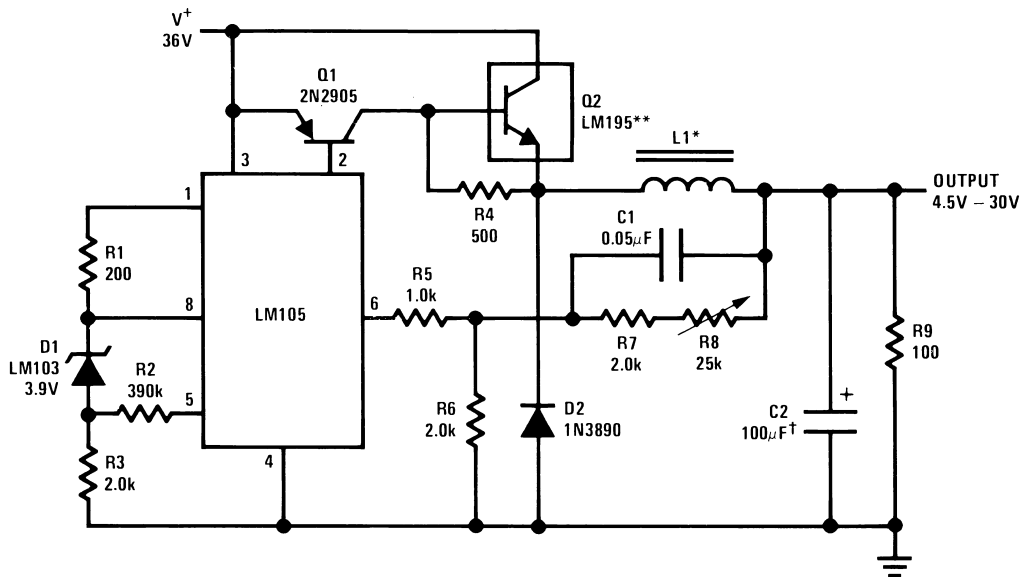 V+
36V
Q1
2N2905
Q2
LM195**
L1*
OUTPUT
4.5V – 30V
3
2
1
R4
500
C1
0.05µF
R1
200
R5
1.0k
8
LM105
6
R7
2.0k
R8
25k
R9
100
D1
LM103
3.9V
R2
390k
5
R6
2.0k
D2
1N3890
+
C2
100µF†
R3
2.0k
4